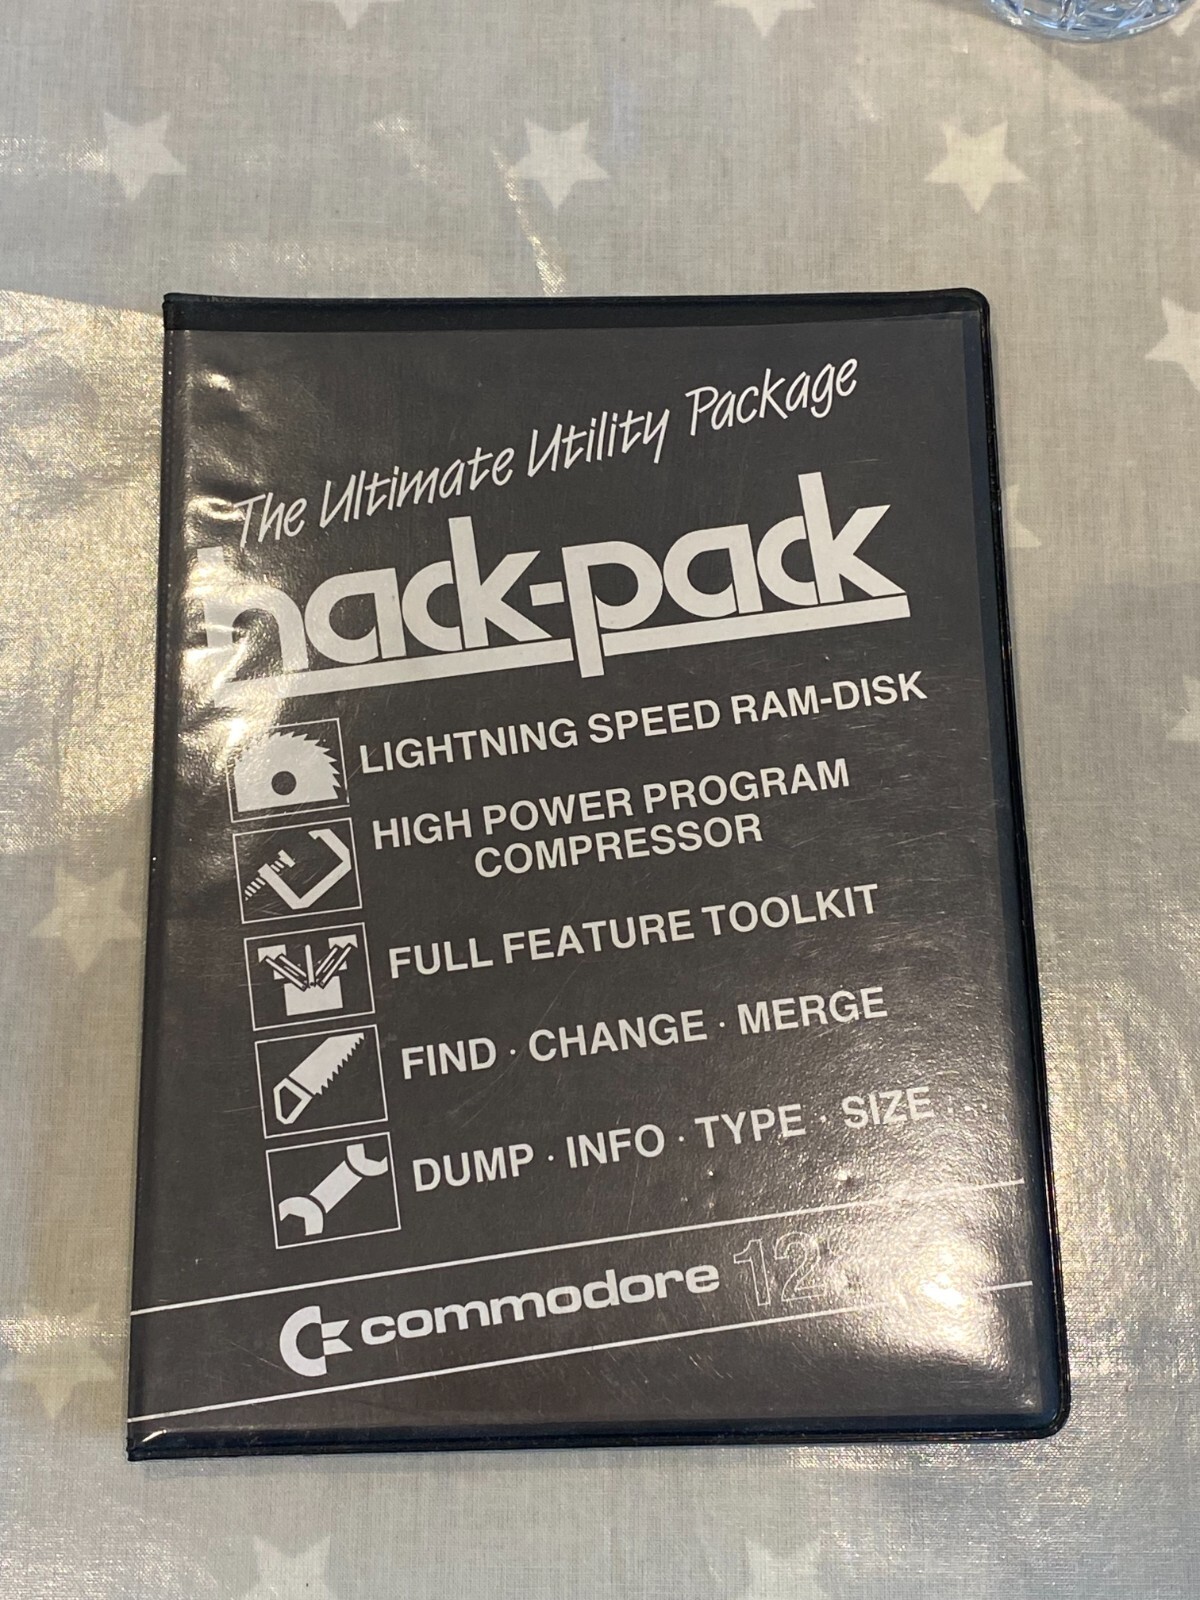 The Ultimate Utility Package
hack-pack
LIGHTNING SPEED RAM-DISK
HIGH POWER PROGRAM
COMPRESSOR
FULL FEATURE TOOLKIT
FIND · CHANGE · MERGE
DUMP · INFO · TYPE · SIZE
commodore